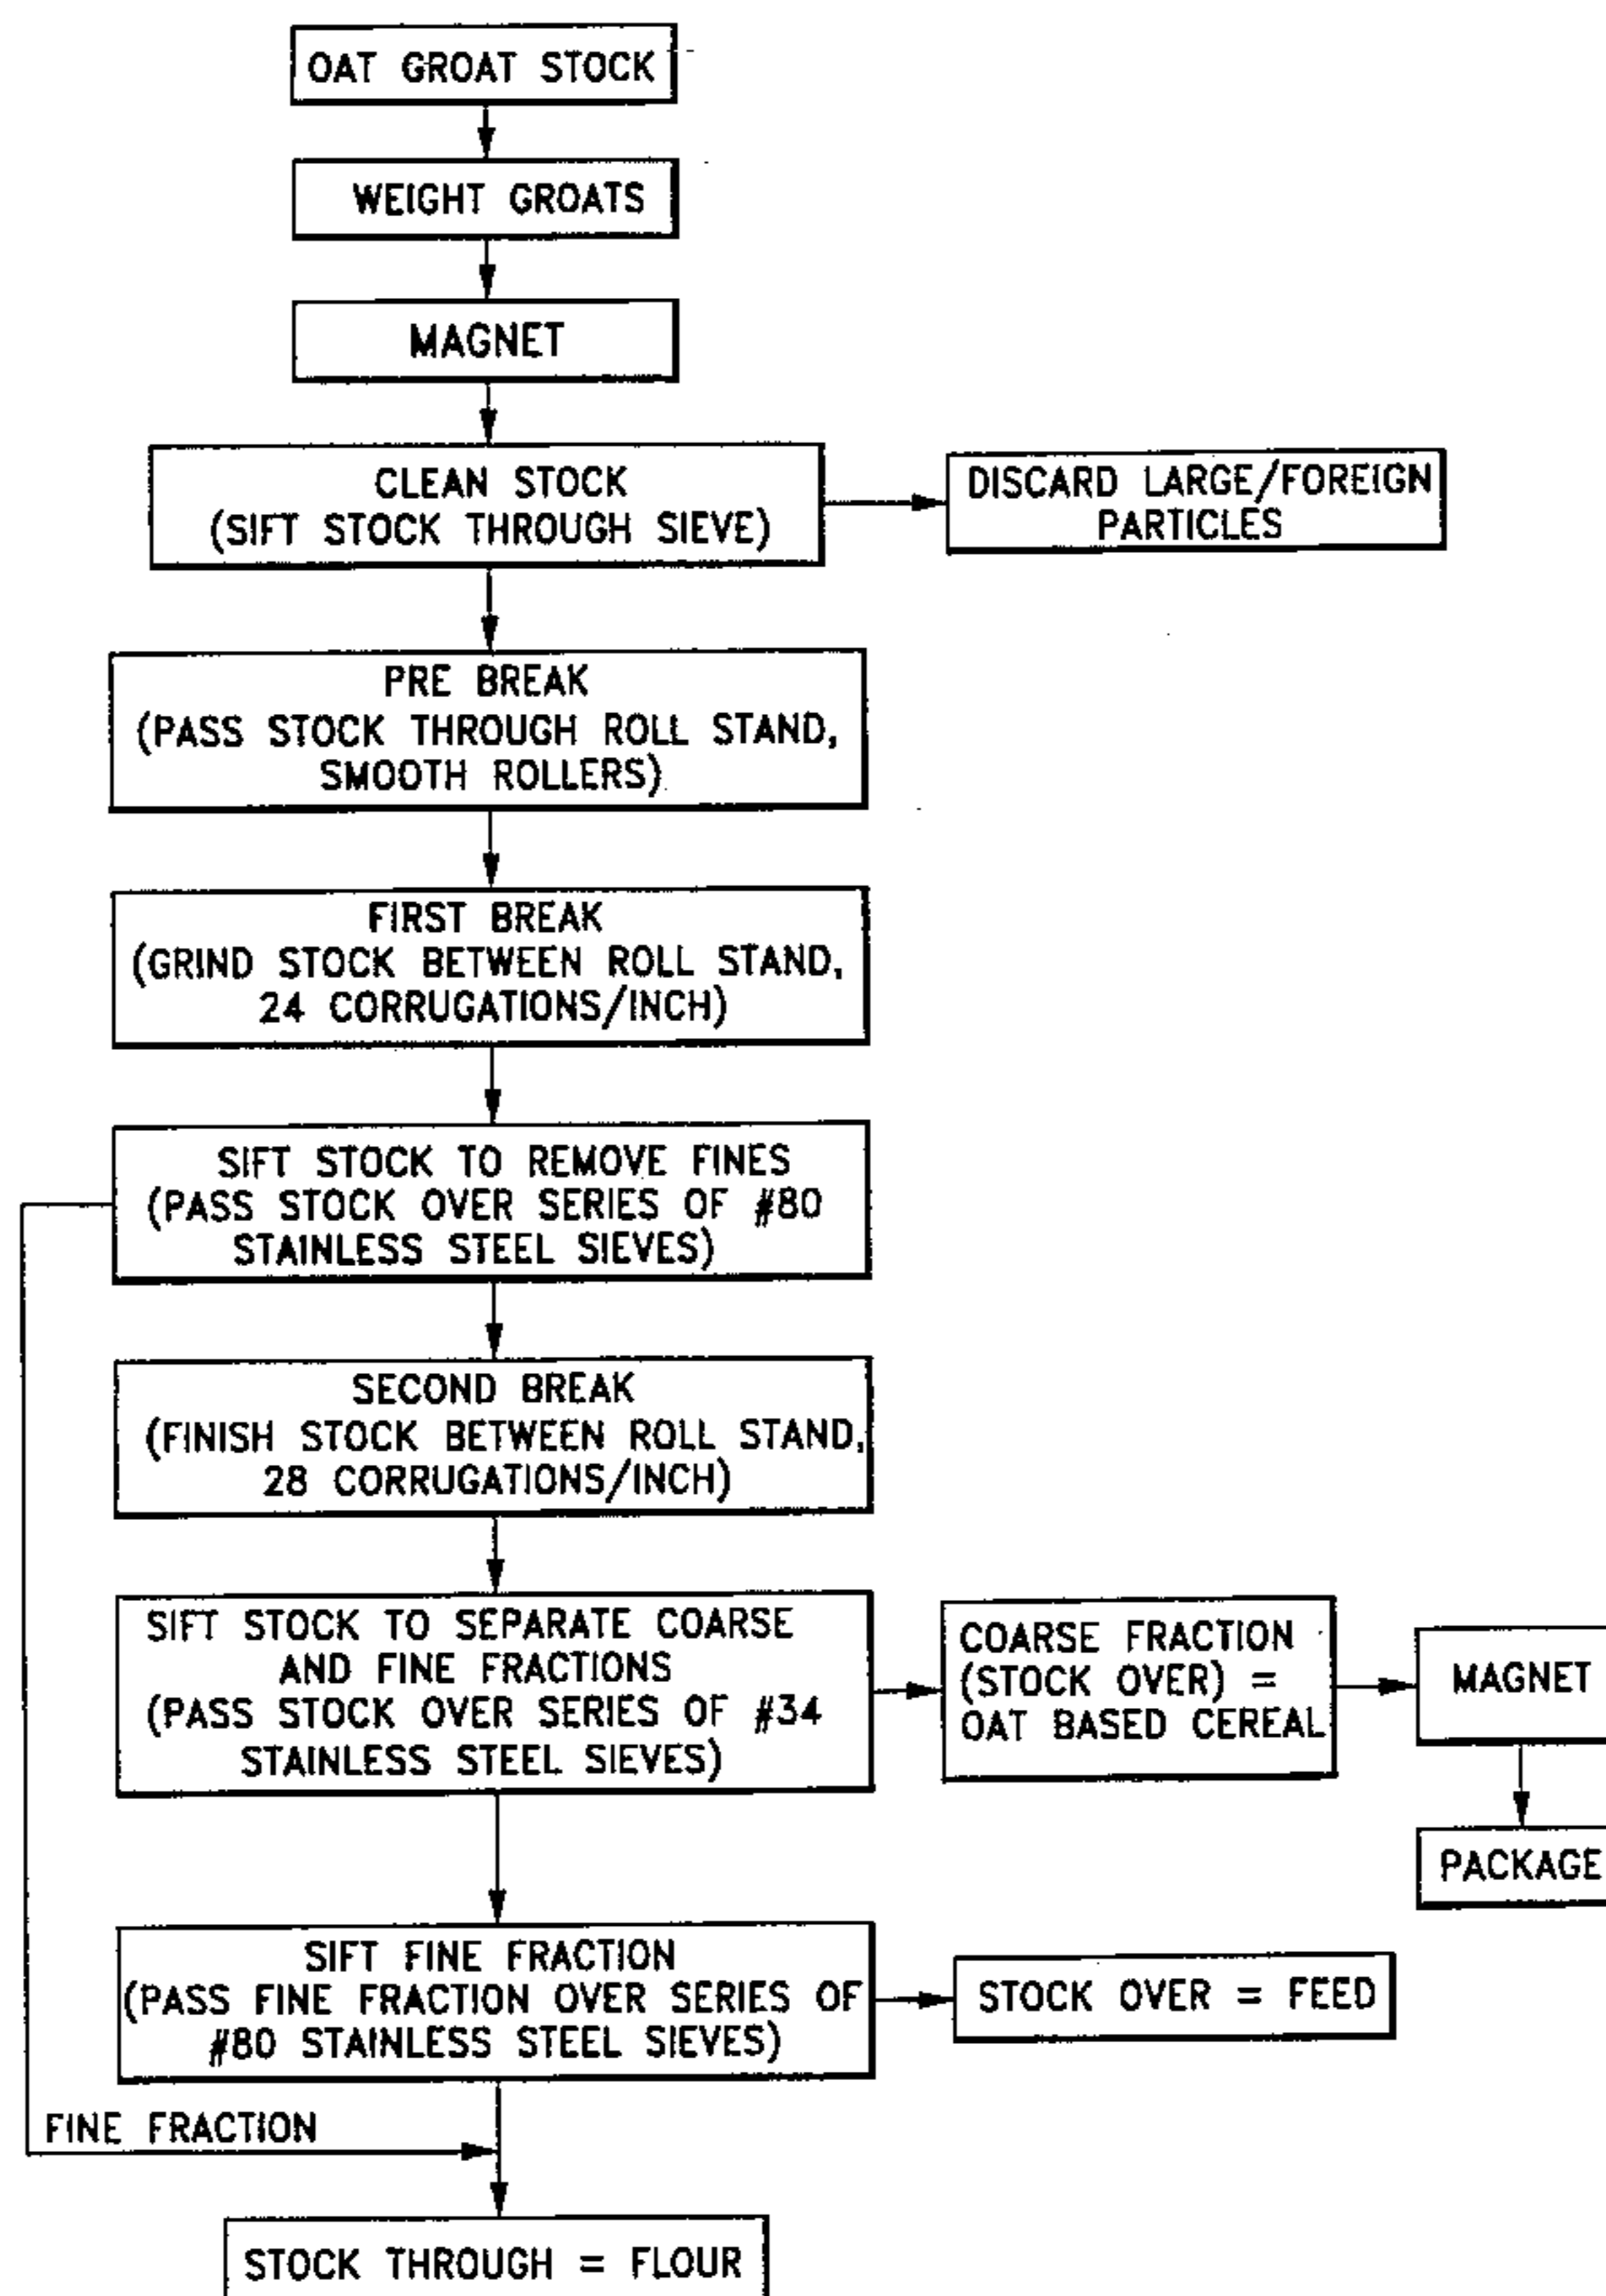 OAT GROAT STOCK
WEIGHT GROATS
MAGNET
CLEAN STOCK
(SIFT STOCK THROUGH SIEVE)
DISCARD LARGE/FOREIGN
PARTICLES
PRE BREAK
(PASS STOCK THROUGH ROLL STAND,
SMOOTH ROLLERS)
FIRST BREAK
(GRIND STOCK BETWEEN ROLL STAND,
24 CORRUGATIONS/INCH)
SIFT STOCK TO REMOVE FINES
(PASS STOCK OVER SERIES OF #80
STAINLESS STEEL SIEVES)
SECOND BREAK
(FINISH STOCK BETWEEN ROLL STAND,
28 CORRUGATIONS/INCH)
SIFT STOCK TO SEPARATE COARSE
AND FINE FRACTIONS
(PASS STOCK OVER SERIES OF #34
STAINLESS STEEL SIEVES)
COARSE FRACTION
(STOCK OVER) =
OAT BASED CEREAL
MAGNET
PACKAGE
SIFT FINE FRACTION
(PASS FINE FRACTION OVER SERIES OF
#80 STAINLESS STEEL SIEVES)
STOCK OVER = FEED
FINE FRACTION
STOCK THROUGH = FLOUR